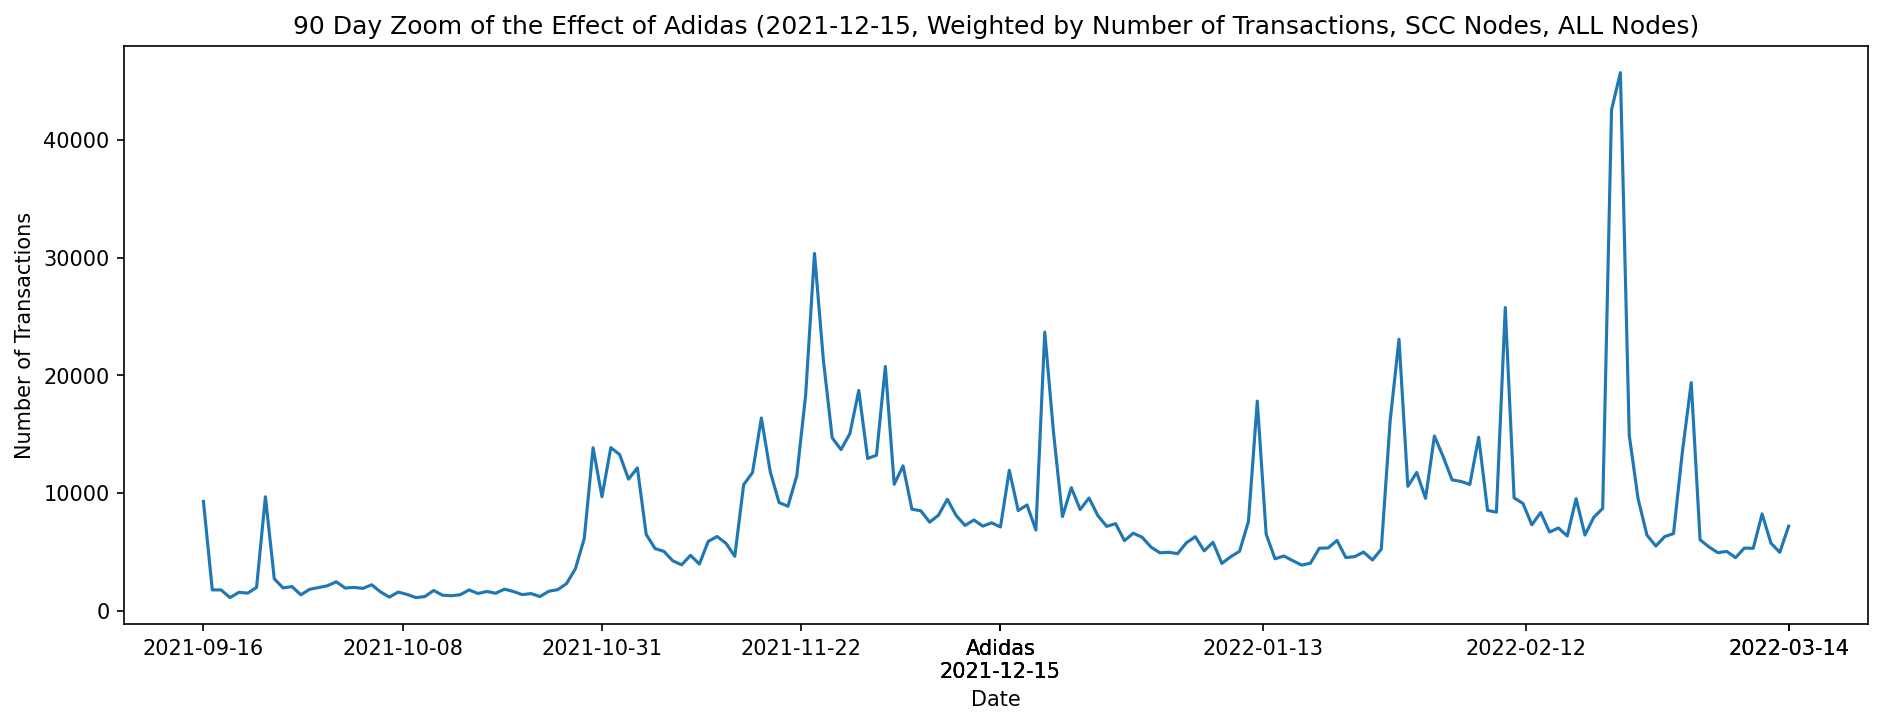 90 Day Zoom of the Effect of Adidas (2021-12-15, Weighted by Number of Transactions, SCC Nodes, ALL Nodes)
Number of Transactions
40000
30000
20000
10000
0
2021-09-16 2021-10-08 2021-10-31 2021-11-22 Adidas 2022-01-13 2022-02-12 2022-03-14
2021-12-15
Date